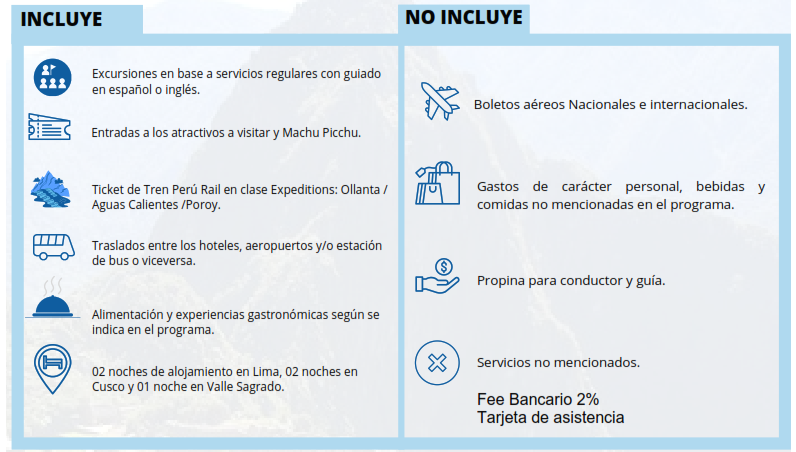 INCLUYE
Excursiones en base a servicios regulares con guiado
en español o inglés.
Entradas a los atractivos a visitar y Machu Picchu.
Ticket de Tren Perú Rail en clase Expeditions: Ollanta /
Aguas Calientes /Poroy.
Traslados entre los hoteles, aeropuertos y/o estación
de bus o viceversa.
Alimentación y experiencias gastronómicas según se
indica en el programa.
02 noches de alojamiento en Lima, 02 noches en
Cusco y 01 noche en Valle Sagrado.
NO INCLUYE
Boletos aéreos Nacionales e internacionales.
Gastos de carácter personal, bebidas y
comidas no mencionadas en el programa.
Propina para conductor y guía.
Servicios no mencionados.
Fee Bancario 2%
Tarjeta de asistencia